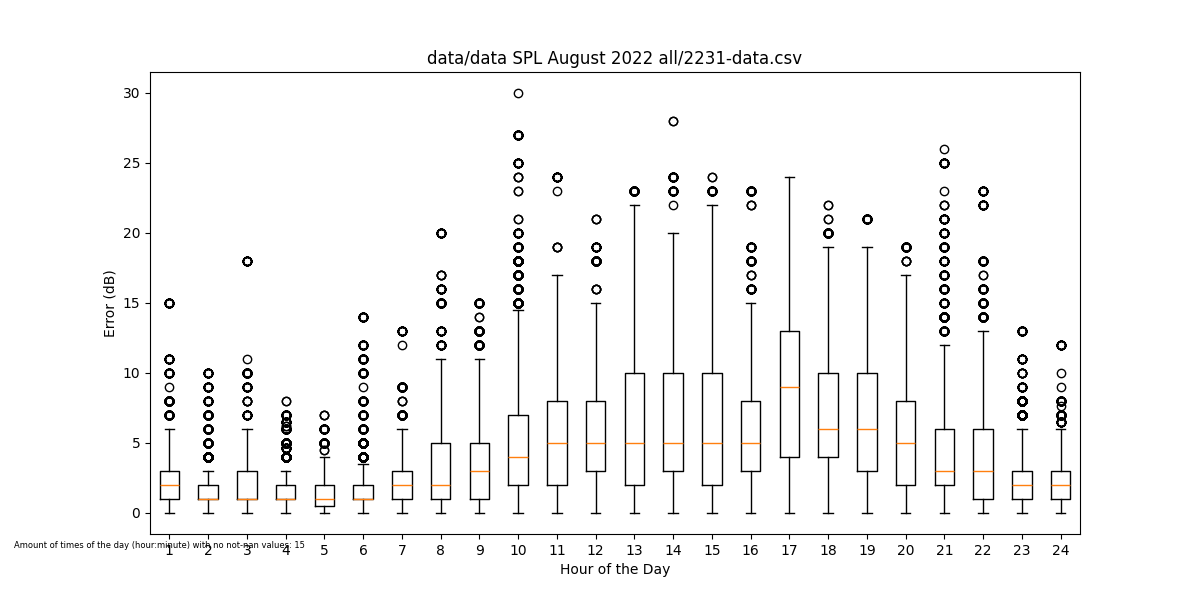 data/data SPL August 2022 all/2231-data.csv
30
25
20
15
10
5
0
Error (dB)
1 2 3 4 5 6 7 8 9 10 11 12 13 14 15 16 17 18 19 20 21 22 23 24
Amount of times of the day (hour:minute) with no not-nan values: 15
Hour of the Day